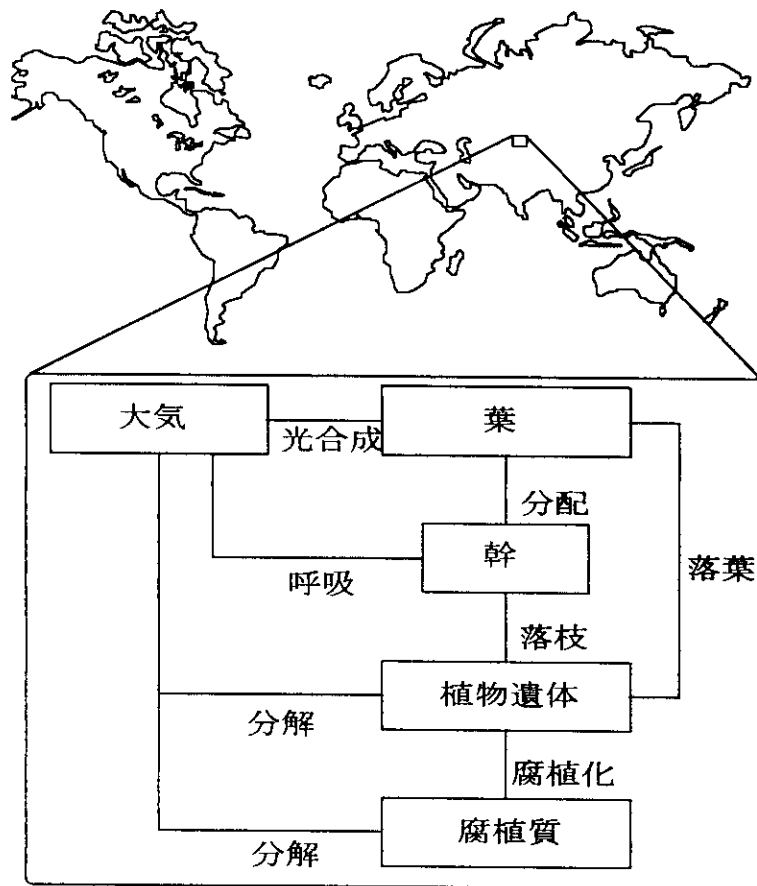 大気
葉
光合成
分配
幹
呼吸
落葉
落枝
植物遺体
分解
腐植化
腐植質
分解